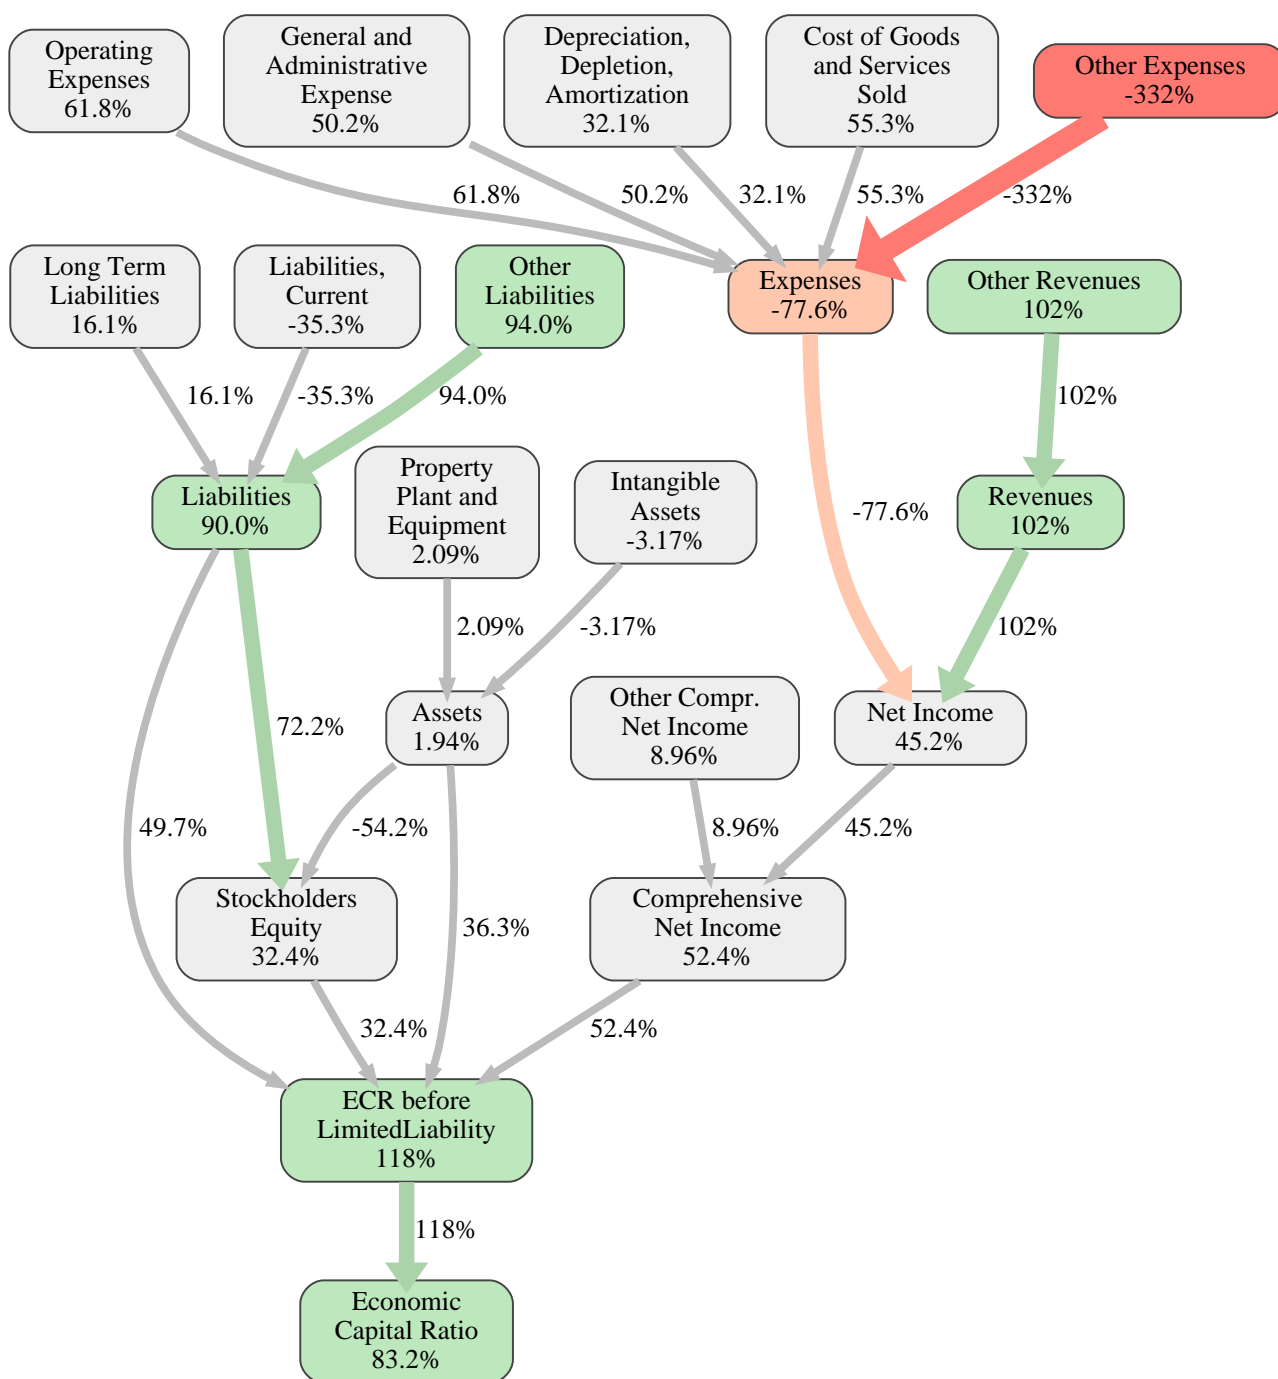 Operating
Expenses
61.8%
General and
Administrative
Expense
50.2%
Depreciation,
Depletion,
Amortization
32.1%
Cost of Goods
and Services
Sold
55.3%
Other Expenses
-332%
61.8%
50.2%
32.1%
55.3%
-332%
Long Term
Liabilities
16.1%
Liabilities,
Current
-35.3%
Other
Liabilities
94.0%
Expenses
-77.6%
Other Revenues
102%
16.1%
-35.3%
94.0%
102%
Liabilities
90.0%
Property
Plant and
Equipment
2.09%
Intangible
Assets
-3.17%
-77.6%
Revenues
102%
2.09%
-3.17%
102%
72.2%
Assets
1.94%
Other Compr.
Net Income
8.96%
Net Income
45.2%
49.7%
-54.2%
8.96%
45.2%
Stockholders
Equity
32.4%
36.3%
Comprehensive
Net Income
52.4%
32.4%
52.4%
ECR before
LimitedLiability
118%
118%
Economic
Capital Ratio
83.2%